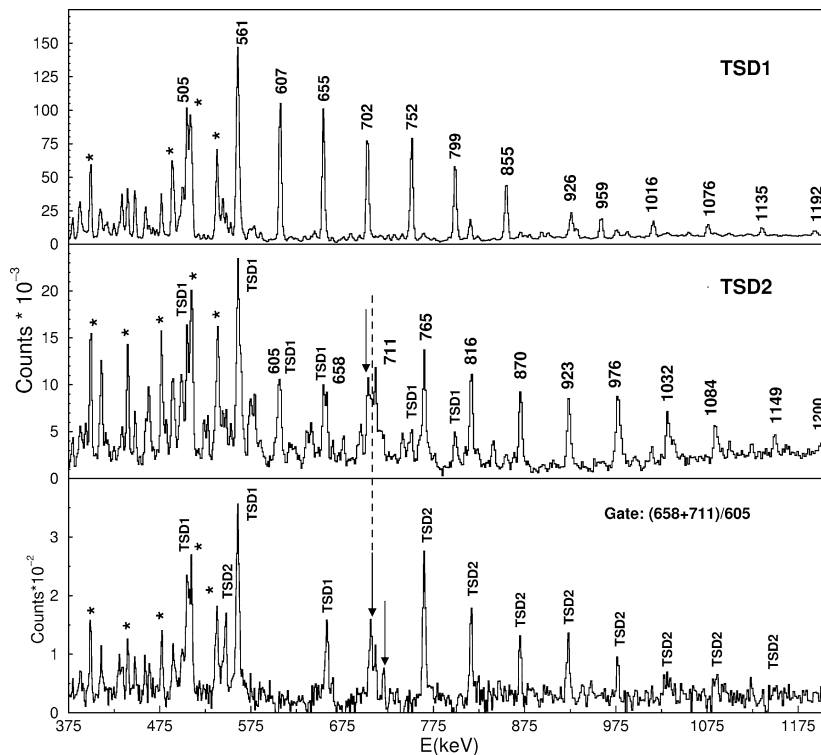 TSD1
150
125
100
75
50
25
0
*
*
505
*
*
561
607
655
702
752
799
855
926
959
1016
1076
1135
1192
TSD2
Counts * 10⁻³
20
15
10
5
0
*
*
*
TSD1
*
*
TSD1
605
TSD1
TSD1
658
711
TSD1
765
TSD1
816
870
923
976
1032
1084
1149
1200
Gate: (658+711)/605
Counts*10⁻²
3
2
1
0
*
*
*
TSD1
*
*
TSD2
TSD1
TSD1
TSD2
TSD2
TSD2
TSD2
TSD2
TSD2
TSD2
TSD2
375 475 575 675 775 875 975 1075 1175
E(keV)